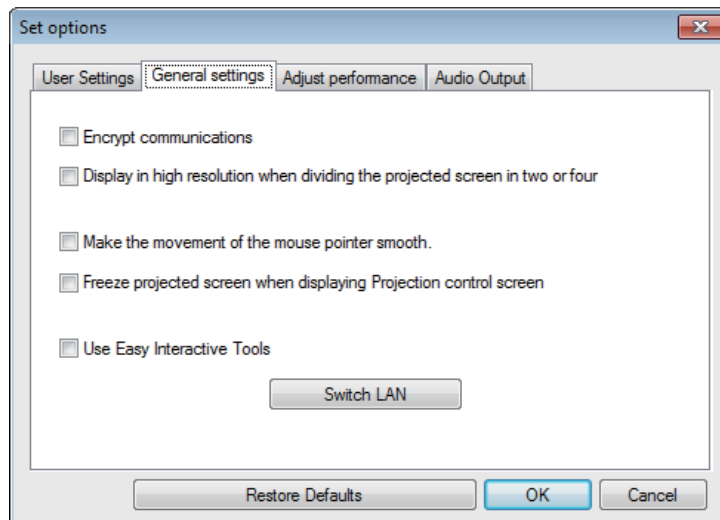 Set options
User Settings General settings Adjust performance Audio Output
Encrypt communications
Display in high resolution when dividing the projected screen in two or four
Make the movement of the mouse pointer smooth.
Freeze projected screen when displaying Projection control screen
Use Easy Interactive Tools
Switch LAN
Restore Defaults OK Cancel